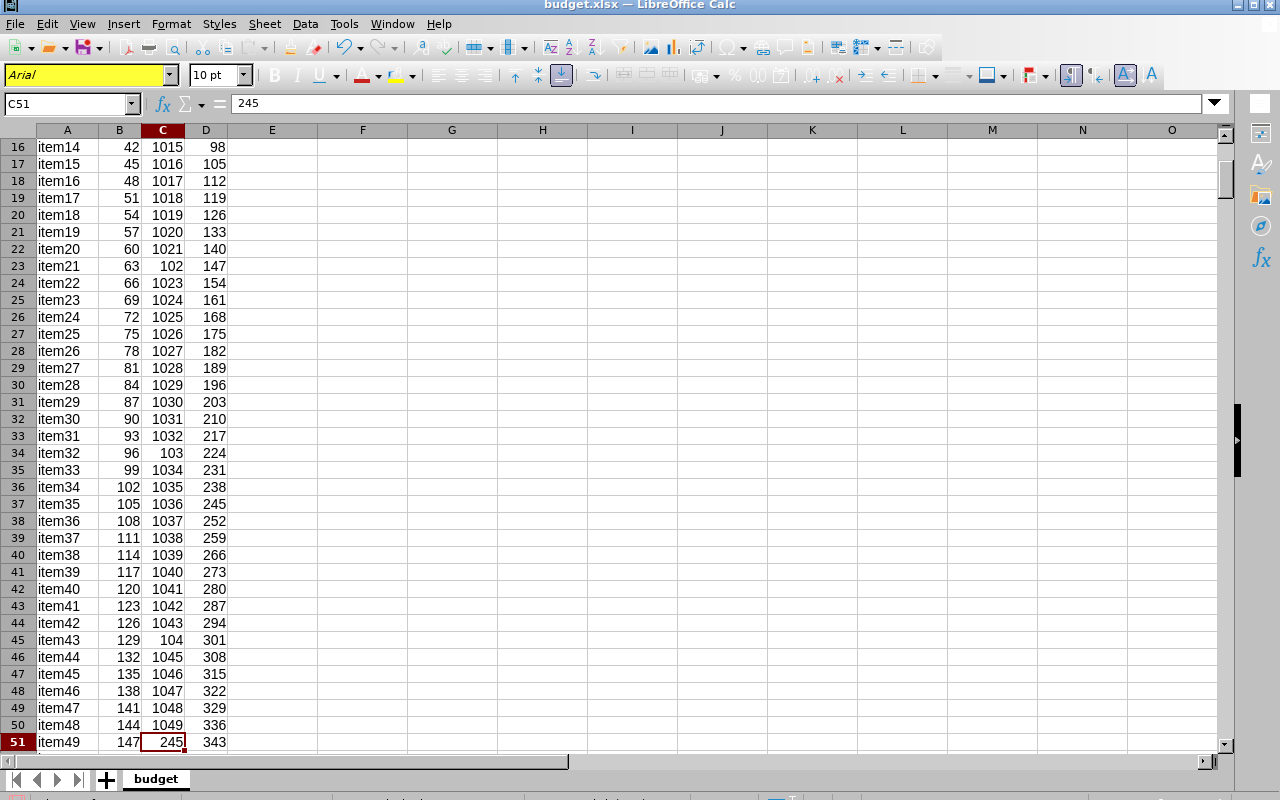 budget.xlsx — LibreOffice Calc
File Edit View Insert Format Styles Sheet Data Tools Window Help
Arial 10 pt
C51 245
A B C D E F G H I J K L M N O
16 item14 42 1015 98
17 item15 45 1016 105
18 item16 48 1017 112
19 item17 51 1018 119
20 item18 54 1019 126
21 item19 57 1020 133
22 item20 60 1021 140
23 item21 63 102 147
24 item22 66 1023 154
25 item23 69 1024 161
26 item24 72 1025 168
27 item25 75 1026 175
28 item26 78 1027 182
29 item27 81 1028 189
30 item28 84 1029 196
31 item29 87 1030 203
32 item30 90 1031 210
33 item31 93 1032 217
34 item32 96 103 224
35 item33 99 1034 231
36 item34 102 1035 238
37 item35 105 1036 245
38 item36 108 1037 252
39 item37 111 1038 259
40 item38 114 1039 266
41 item39 117 1040 273
42 item40 120 1041 280
43 item41 123 1042 287
44 item42 126 1043 294
45 item43 129 104 301
46 item44 132 1045 308
47 item45 135 1046 315
48 item46 138 1047 322
49 item47 141 1048 329
50 item48 144 1049 336
51 item49 147 245 343
budget